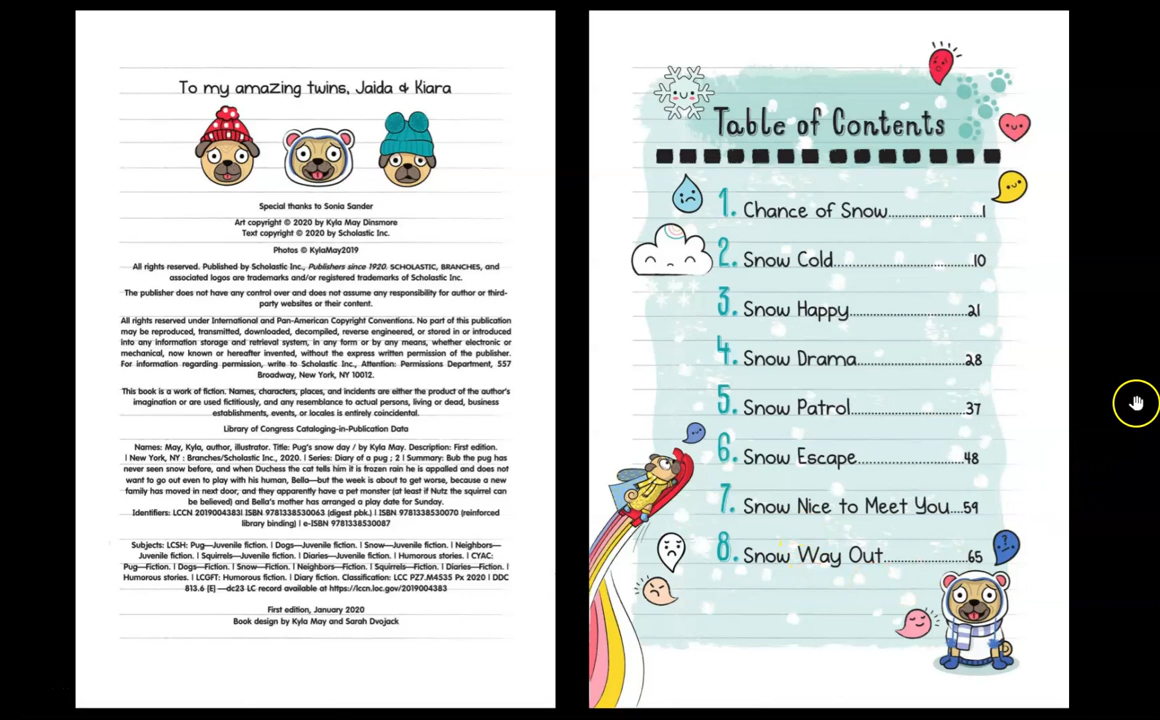 To my amazing twins, Jaida & Kiara
Special thanks to Sonia Sander
Art copyright © 2020 by Kyla May Dinsmore
Text copyright © 2020 by Scholastic Inc.
Photos © KylaMay2019
All rights reserved. Published by Scholastic Inc., Publishers since 1920. SCHOLASTIC, BRANCHES, and
associated logos are trademarks and/or registered trademarks of Scholastic Inc.
The publisher does not have any control over and does not assume any responsibility for author or third-
party websites or their content.
All rights reserved under International and Pan-American Copyright Conventions. No part of this publication
may be reproduced, transmitted, downloaded, decompiled, reverse engineered, or stored in or introduced
into any information storage and retrieval system, in any form or by any means, whether electronic or
mechanical, now known or hereafter invented, without the express written permission of the publisher.
For information regarding permission, write to Scholastic Inc., Attention: Permissions Department, 557
Broadway, New York, NY 10012.
This book is a work of fiction. Names, characters, places, and incidents are either the product of the author's
imagination or are used fictitiously, and any resemblance to actual persons, living or dead, business
establishments, events, or locales is entirely coincidental.
Library of Congress Cataloging-in-Publication Data
Names: May, Kyla, author, illustrator. Title: Pug's snow day / by Kyla May. Description: First edition.
| New York, NY : Branches/Scholastic Inc., 2020. | Series: Diary of a pug ; 2 | Summary: Bub the pug has
never seen snow before, and when Duchess the cat tells him it is frozen rain he is appalled and does not
want to go out even to play with his human, Bella—but the week is about to get worse, because a new
family has moved in next door, and they apparently have a pet monster (at least if Nutz the squirrel can
be believed) and Bella's mother has arranged a play date for Sunday.
Identifiers: LCCN 2019004383| ISBN 9781338530063 (digest pbk.) | ISBN 9781338530070 (reinforced
library binding) | e-ISBN 9781338530087
Subjects: LCSH: Pug—Juvenile fiction. | Dogs—Juvenile fiction. | Snow—Juvenile fiction. | Neighbors—
Juvenile fiction. | Squirrels—Juvenile fiction. | Diaries—Juvenile fiction. | Humorous stories. | CYAC:
Pug—Fiction. | Dogs—Fiction. | Snow—Fiction. | Neighbors—Fiction. | Squirrels—Fiction. | Diaries—Fiction. |
Humorous stories. | LCGFT: Humorous fiction. | Diary fiction. Classification: LCC PZ7.M4535 Px 2020 | DDC
813.6 [E] —dc23 LC record available at https://lccn.loc.gov/2019004383
First edition, January 2020
Book design by Kyla May and Sarah Dvojack
Table of Contents
1. Chance of Snow........................1
2. Snow Cold....................................10
3. Snow Happy..............................21
4. Snow Drama............................28
5. Snow Patrol.............................37
6. Snow Escape...........................48
7. Snow Nice to Meet You....59
8. Snow Way Out.....................65